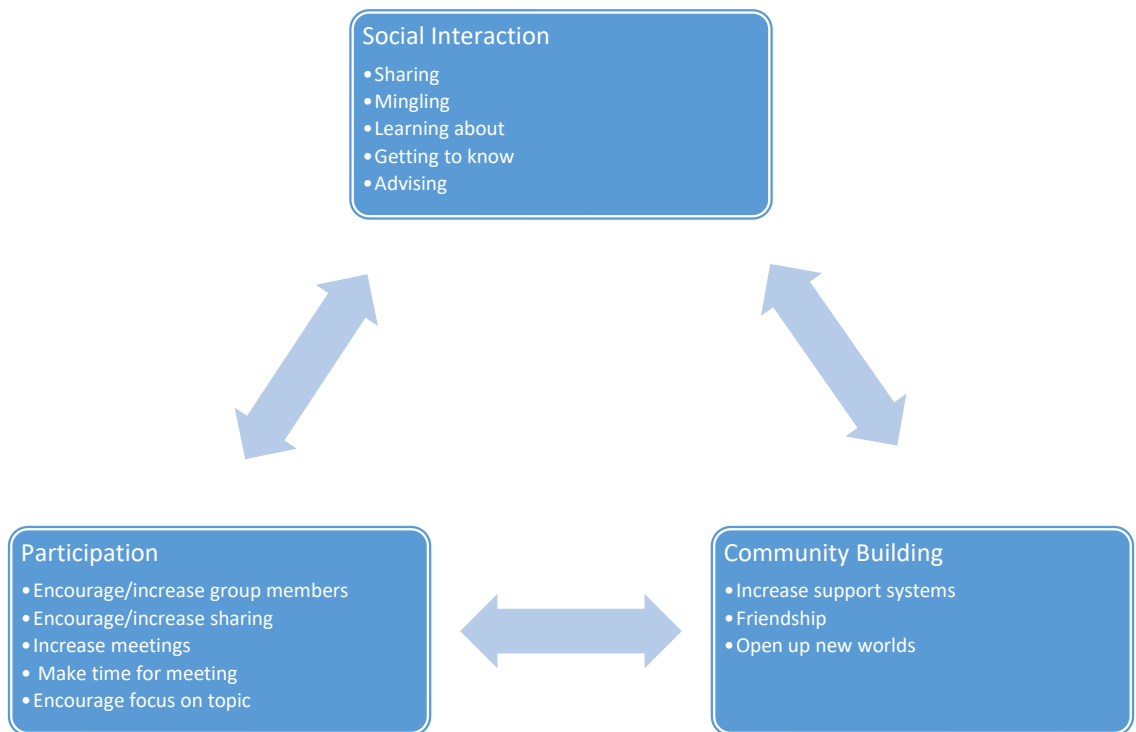 Social Interaction
•Sharing
•Mingling
•Learning about
•Getting to know
•Advising
Participation
•Encourage/increase group members
•Encourage/increase sharing
•Increase meetings
• Make time for meeting
•Encourage focus on topic
Community Building
•Increase support systems
•Friendship
•Open up new worlds